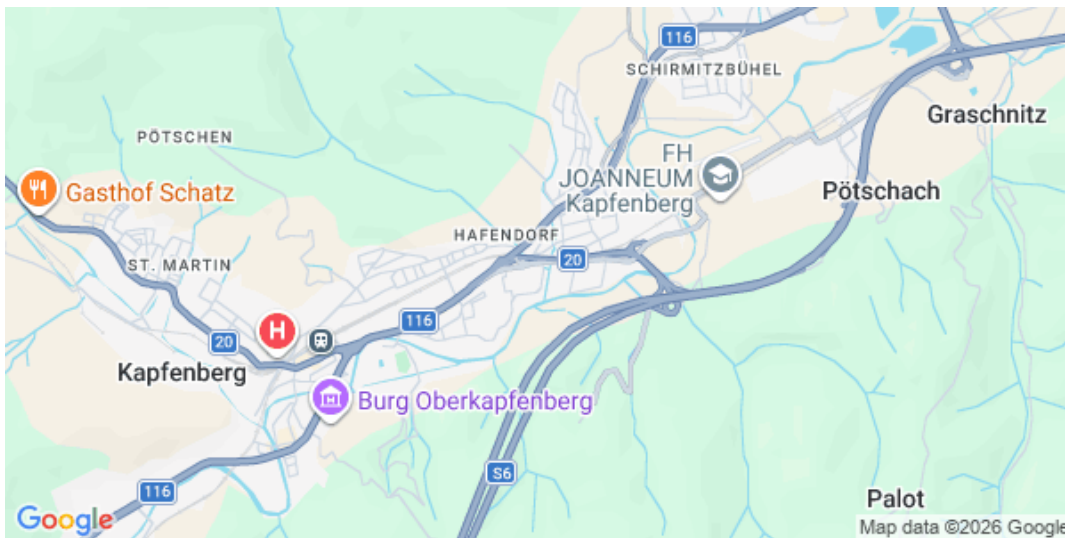 116
SCHIRMITZBÜHEL
Graschnitz
PÖTSCHEN
FH
JOANNEUM
Kapfenberg
Gasthof Schatz
Pötschach
HAFENDORF
20
ST. MARTIN
116
20
H
Kapfenberg
Burg Oberkapfenberg
S6
116
Palot
Google
Map data ©2026 Google